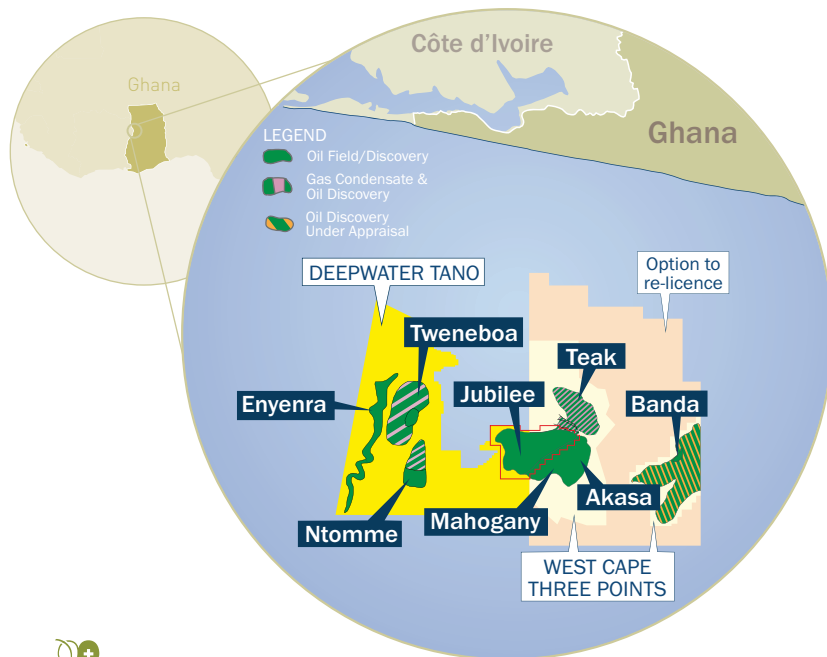 Côte d'Ivoire
Ghana
Ghana
LEGEND
Oil Field/Discovery
Gas Condensate &
Oil Discovery
Oil Discovery
Under Appraisal
DEEPWATER TANO
Option to
re-licence
Tweneboa
Teak
Enyenra
Jubilee
Banda
Ntomme
Mahogany
Akasa
WEST CAPE
THREE POINTS